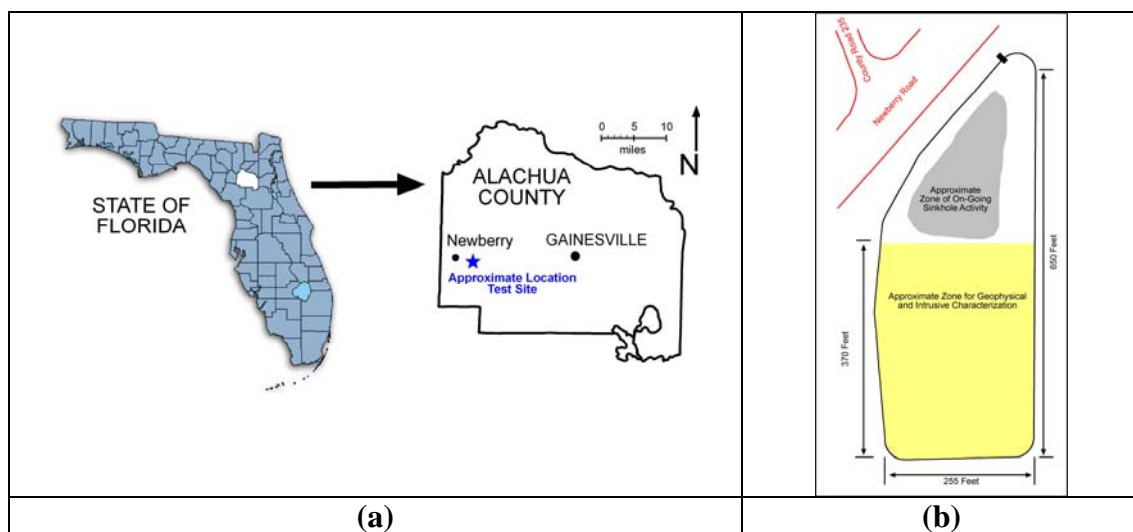 STATE OF
FLORIDA
0 5 10
miles
N
ALACHUA
COUNTY
Newberry
GAINESVILLE
Approximate Location
Test Site
(a)
County Road 235
Newberry Road
Approximate
Zone of On-Going
Sinkhole Activity
650 Feet
Approximate Zone for Geophysical
and Intrusive Characterization
370 Feet
255 Feet
(b)